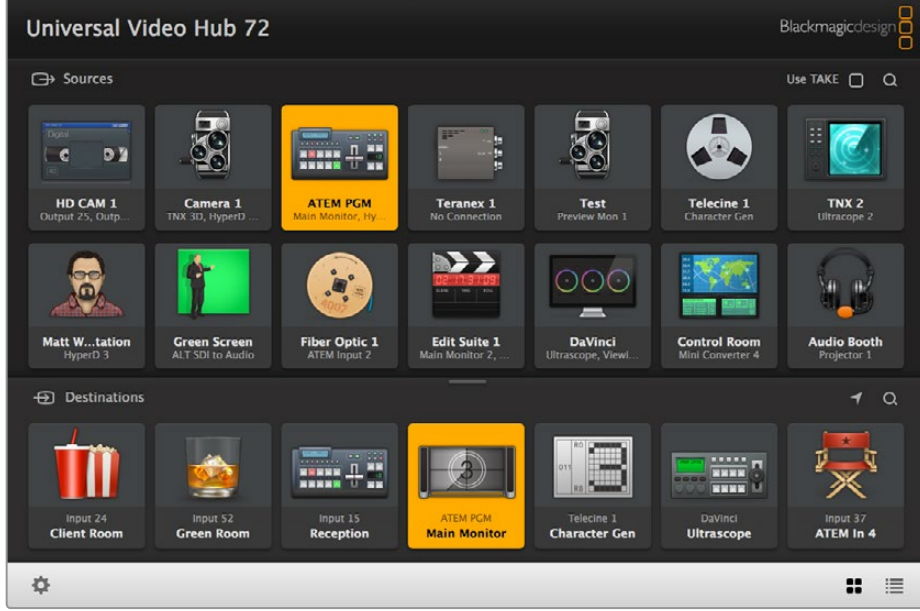 Universal Video Hub 72
Blackmagicdesign
Sources
Use TAKE
HD CAM 1
Output 25, Outp...
Camera 1
TNX 3D, HyperD ...
ATEM PGM
Main Monitor, Hy...
Teranex 1
No Connection
Test
Preview Mon 1
Telecine 1
Character Gen
TNX 2
Ultracope 2
Matt W...tation
HyperD 3
Green Screen
ALT SDI to Audio
Fiber Optic 1
ATEM Input 2
Edit Suite 1
Main Monitor 2, ...
DaVinci
Ultrascope, Viewi...
Control Room
Mini Converter 4
Audio Booth
Projector 1
Destinations
Input 24
Client Room
Input 52
Green Room
Input 15
Reception
3
ATEM PGM
Main Monitor
R0
O11
R8
Telecine 1
Character Gen
DaVinci
Ultrascope
Input 37
ATEM In 4